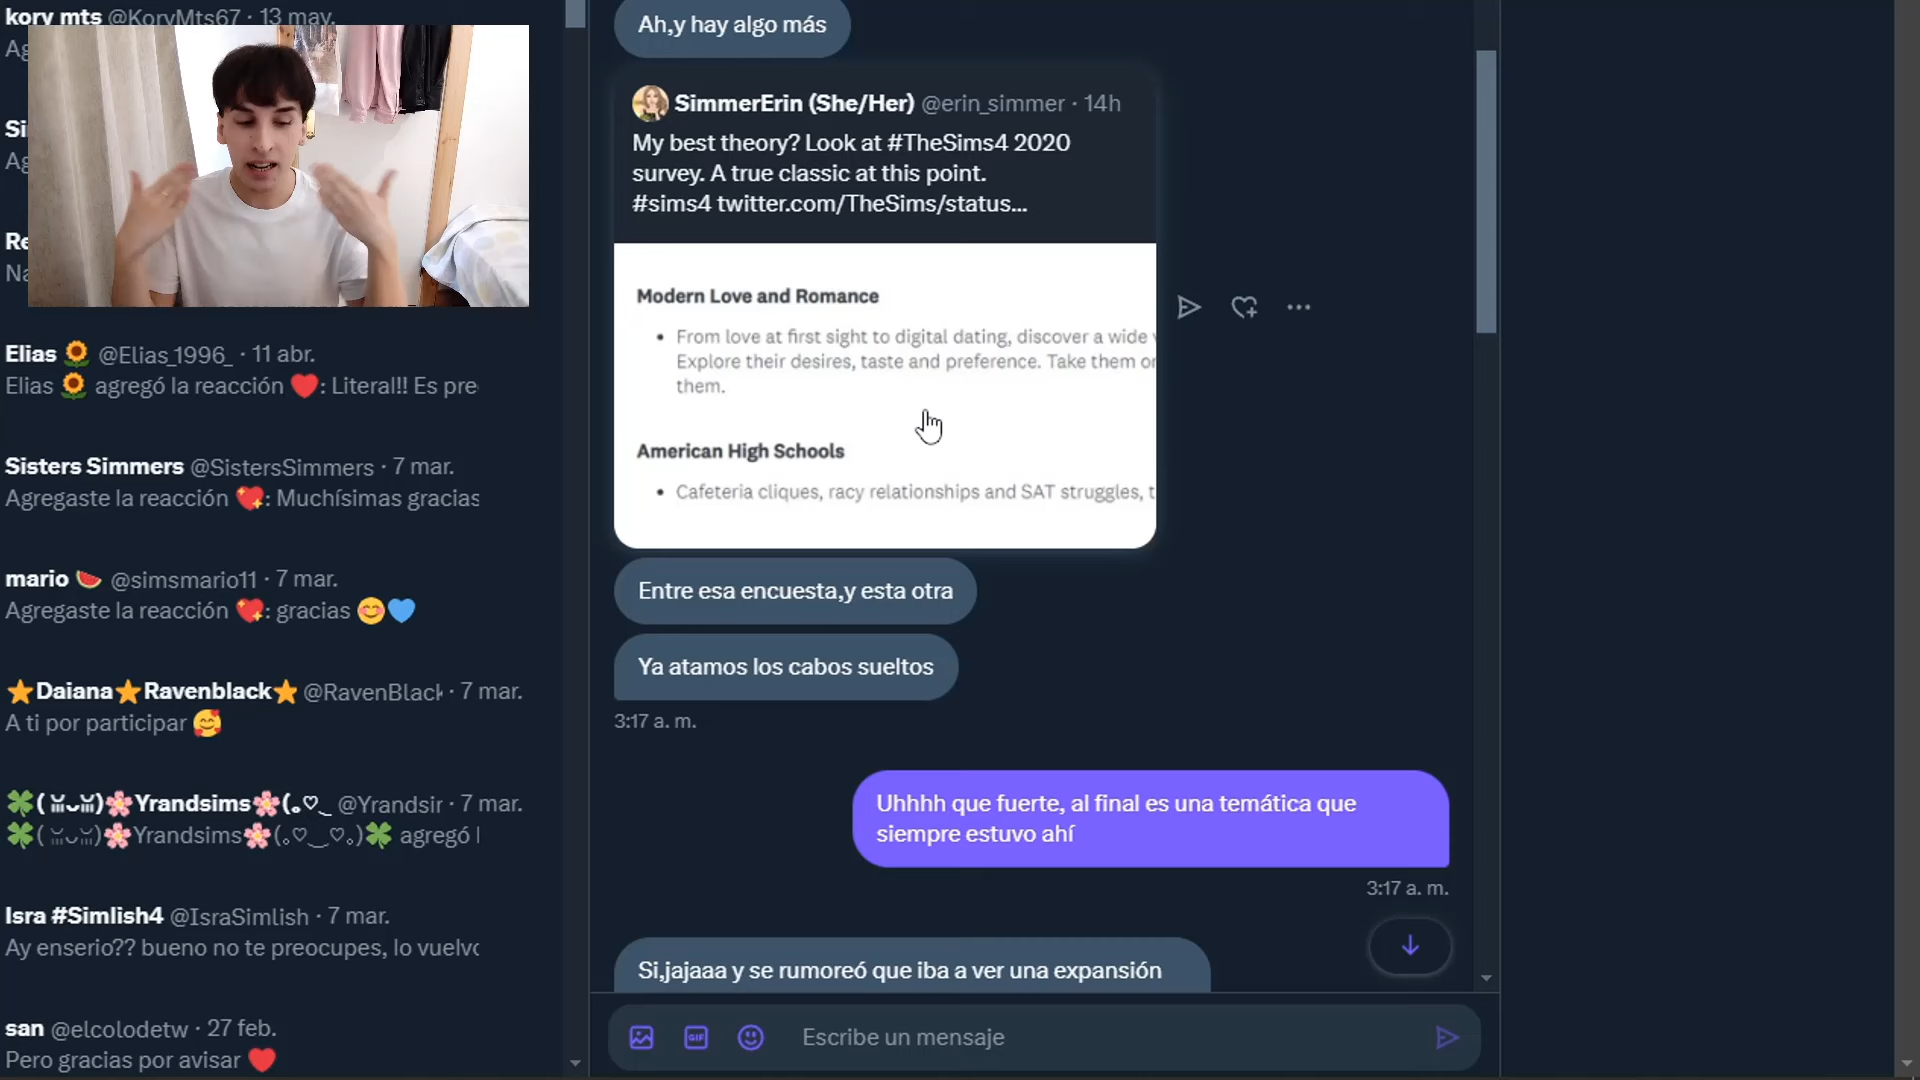 kory mts @KoryMts67 · 13 may.
Ag
Si
Ag
Re
Na
Elias 🌻 @Elias_1996_ · 11 abr.
Elias 🌻 agregó la reacción ❤️: Literal!! Es pre
Sisters Simmers @SistersSimmers · 7 mar.
Agregaste la reacción 💖: Muchísimas gracias
mario 🍉 @simsmario11 · 7 mar.
Agregaste la reacción 💖: gracias 😊💙
⭐Daiana⭐Ravenblack⭐ @RavenBlack · 7 mar.
A ti por participar 🥰
🌸Yrandsims🌸 @Yrandsir · 7 mar.
🌸Yrandsims🌸 agregó l
Isra #Simlish4 @IsraSimlish · 7 mar.
Ay enserio?? bueno no te preocupes, lo vuelvo
san @elcolodetw · 27 feb.
Pero gracias por avisar ❤️
Ah,y hay algo más
SimmerErin (She/Her) @erin_simmer · 14h
My best theory? Look at #TheSims4 2020
survey. A true classic at this point.
#sims4 twitter.com/TheSims/status...
Modern Love and Romance
• From love at first sight to digital dating, discover a wide v
Explore their desires, taste and preference. Take them or
them.
American High Schools
• Cafeteria cliques, racy relationships and SAT struggles, t
Entre esa encuesta,y esta otra
Ya atamos los cabos sueltos
3:17 a. m.
Uhhhh que fuerte, al final es una temática que
siempre estuvo ahí
3:17 a. m.
Si,jajaaa y se rumoreó que iba a ver una expansión
GIF
Escribe un mensaje